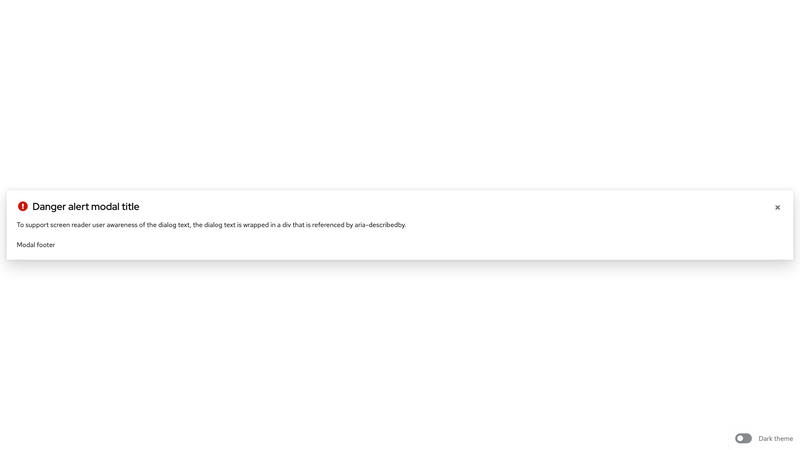 Danger alert modal title
To support screen reader user awareness of the dialog text, the dialog text is wrapped in a div that is referenced by aria-describedby.
Modal footer
Dark theme